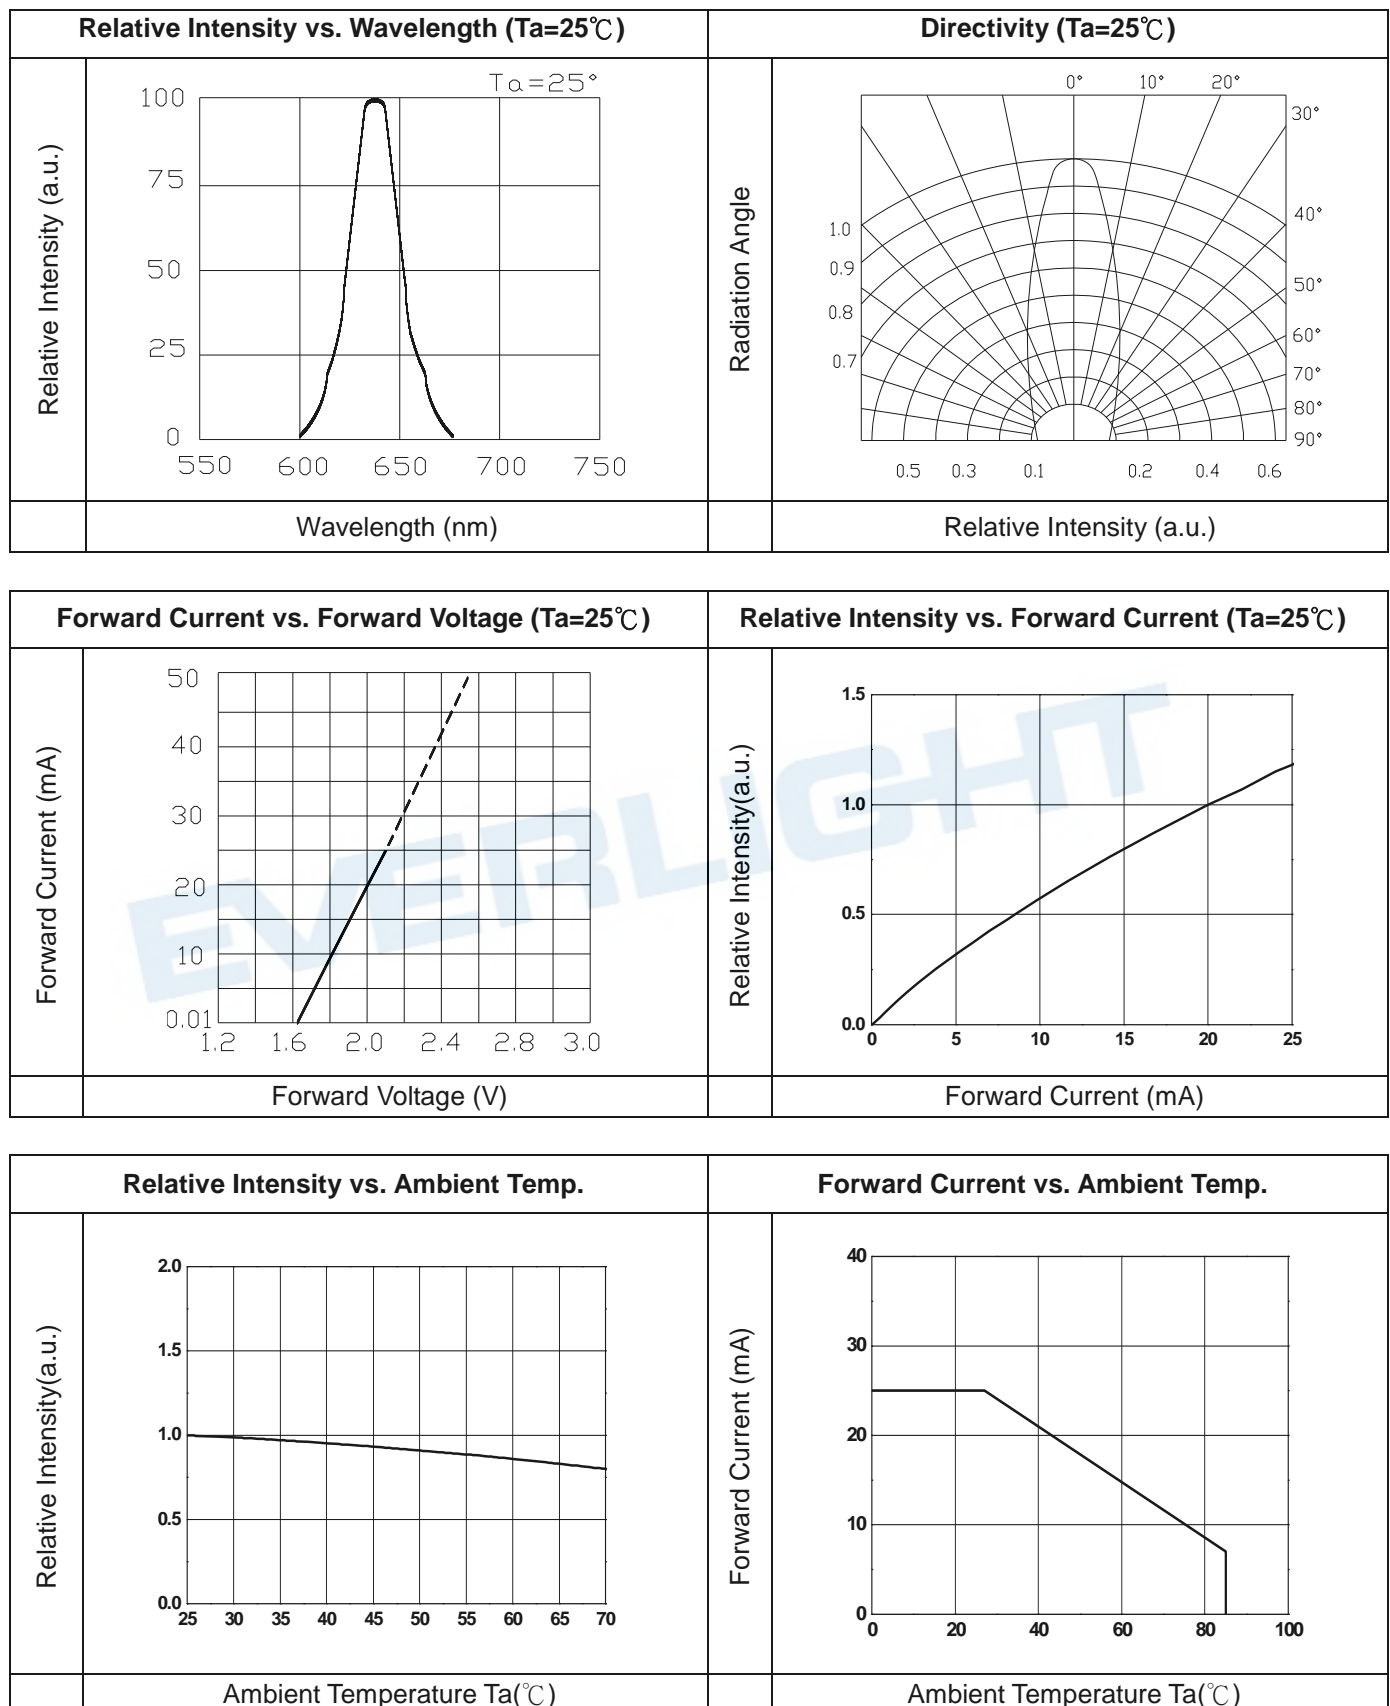 Relative Intensity vs. Wavelength (Ta=25℃)
Directivity (Ta=25℃)
Relative Intensity (a.u.)
Ta=25°
100
75
50
25
0
550 600 650 700 750
Wavelength (nm)
Radiation Angle
0° 10° 20°
30°
40°
50°
60°
70°
80°
90°
1.0
0.9
0.8
0.7
0.5 0.3 0.1 0.2 0.4 0.6
Relative Intensity (a.u.)
Forward Current vs. Forward Voltage (Ta=25℃)
Relative Intensity vs. Forward Current (Ta=25℃)
Forward Current (mA)
50
40
30
20
10
0.01
1.2 1.6 2.0 2.4 2.8 3.0
Forward Voltage (V)
Relative Intensity(a.u.)
1.5
1.0
0.5
0.0
0 5 10 15 20 25
Forward Current (mA)
EVERLIGHT
Relative Intensity vs. Ambient Temp.
Forward Current vs. Ambient Temp.
Relative Intensity(a.u.)
2.0
1.5
1.0
0.5
0.0
25 30 35 40 45 50 55 60 65 70
Ambient Temperature Ta(℃)
Forward Current (mA)
40
30
20
10
0
0 20 40 60 80 100
Ambient Temperature Ta(℃)